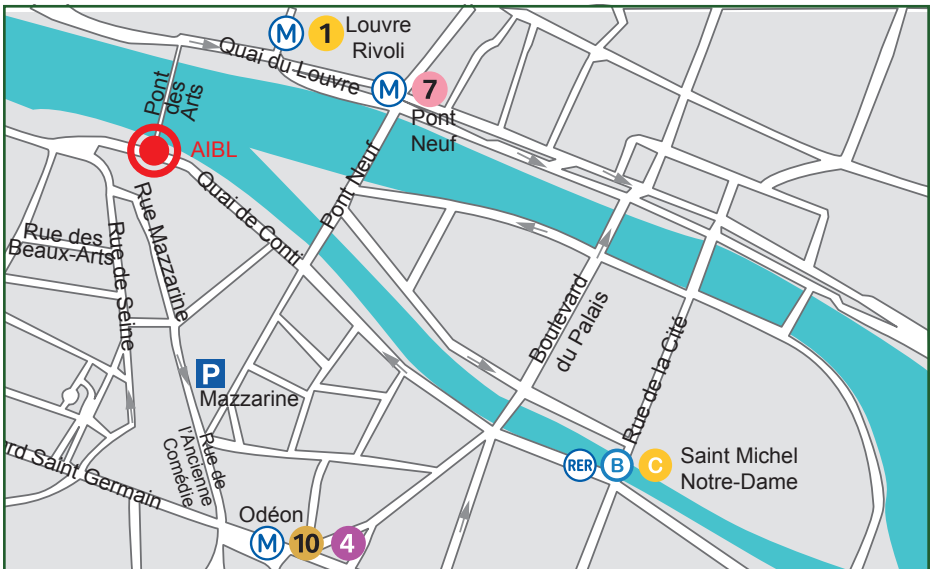 M 1 Louvre
Rivoli
Quai du Louvre
M 7
Pont
Neuf
Pont
des
Arts
AIBL
Pont Neuf
Quai de Conti
Rue Mazzarine
Rue des
Beaux-Arts
Rue de Seine
Boulevard
du Palais
Rue de la Cité
P
Mazzarine
Rue de
l'Ancienne
Comédie
ard Saint Germain
RER B C Saint Michel
Notre-Dame
Odéon
M 10 4